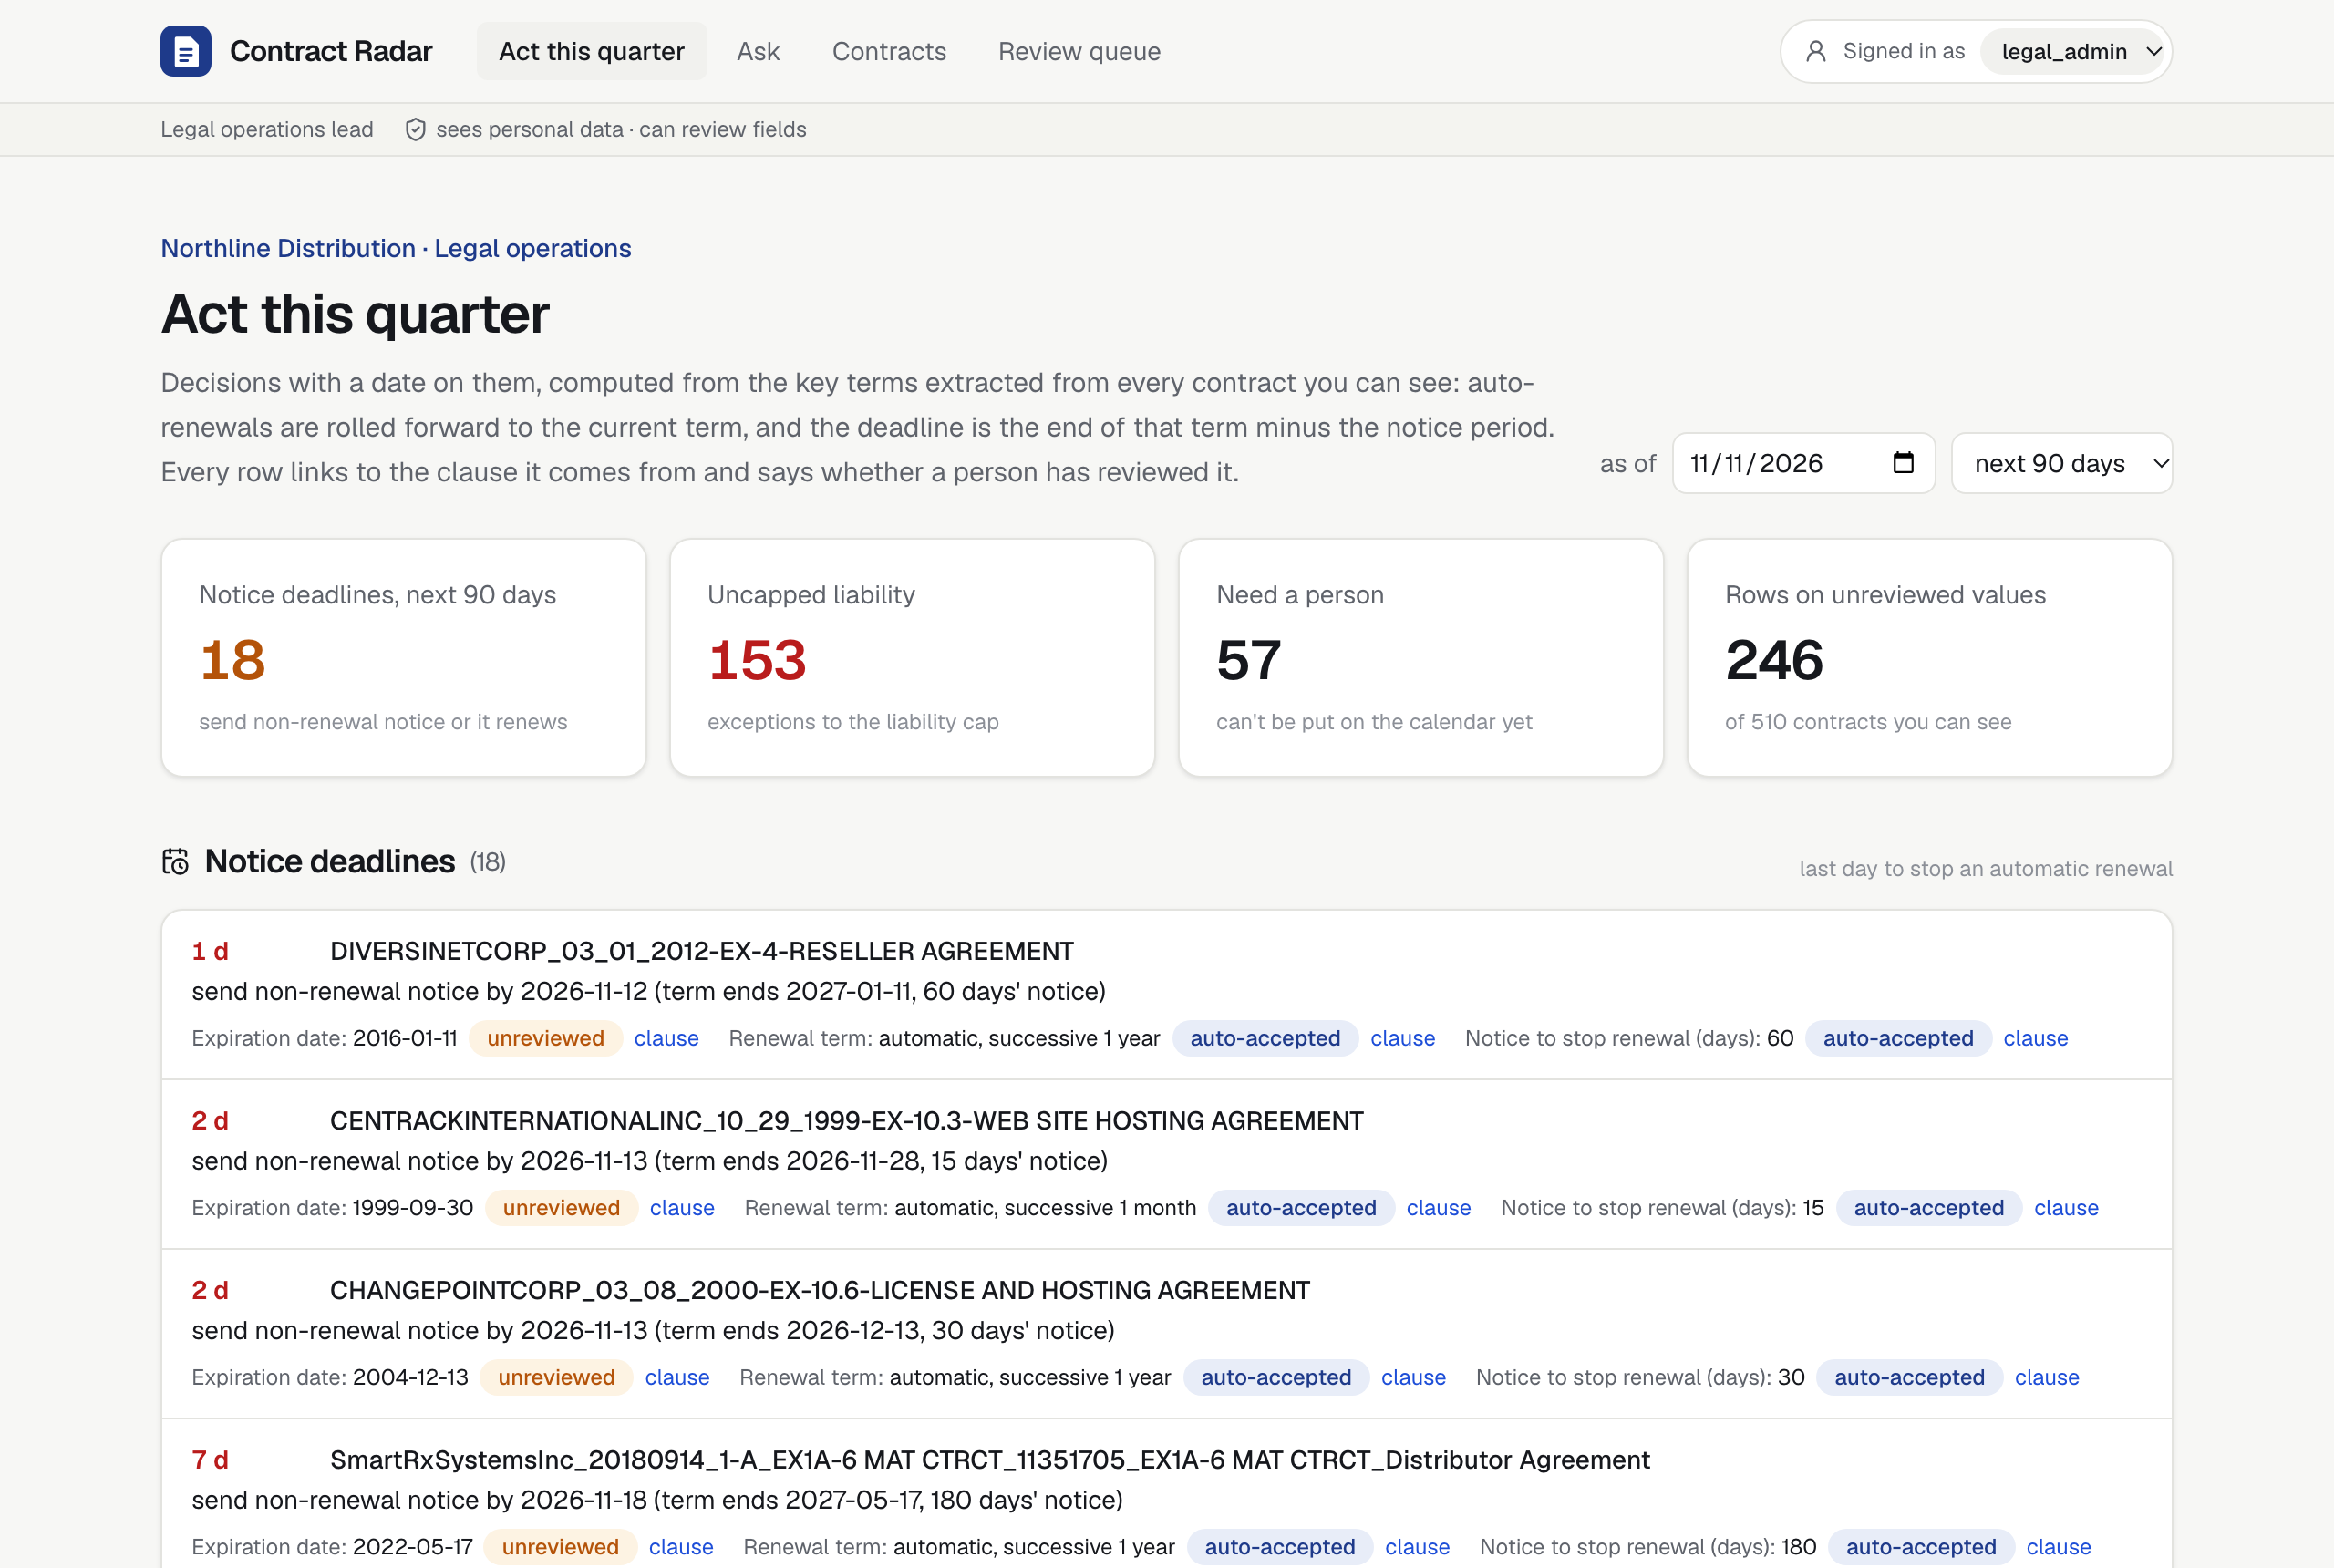 Contract Radar
Act this quarter
Ask
Contracts
Review queue
Signed in as
legal_admin
Legal operations lead
sees personal data · can review fields
Northline Distribution · Legal operations
Act this quarter
Decisions with a date on them, computed from the key terms extracted from every contract you can see: auto-
renewals are rolled forward to the current term, and the deadline is the end of that term minus the notice period.
Every row links to the clause it comes from and says whether a person has reviewed it.
as of
11/11/2026
next 90 days
Notice deadlines, next 90 days
18
send non-renewal notice or it renews
Uncapped liability
153
exceptions to the liability cap
Need a person
57
can't be put on the calendar yet
Rows on unreviewed values
246
of 510 contracts you can see
Notice deadlines (18)
last day to stop an automatic renewal
1 d DIVERSINETCORP_03_01_2012-EX-4-RESELLER AGREEMENT
send non-renewal notice by 2026-11-12 (term ends 2027-01-11, 60 days' notice)
Expiration date: 2016-01-11 unreviewed clause Renewal term: automatic, successive 1 year auto-accepted clause Notice to stop renewal (days): 60 auto-accepted clause
2 d CENTRACKINTERNATIONALINC_10_29_1999-EX-10.3-WEB SITE HOSTING AGREEMENT
send non-renewal notice by 2026-11-13 (term ends 2026-11-28, 15 days' notice)
Expiration date: 1999-09-30 unreviewed clause Renewal term: automatic, successive 1 month auto-accepted clause Notice to stop renewal (days): 15 auto-accepted clause
2 d CHANGEPOINTCORP_03_08_2000-EX-10.6-LICENSE AND HOSTING AGREEMENT
send non-renewal notice by 2026-11-13 (term ends 2026-12-13, 30 days' notice)
Expiration date: 2004-12-13 unreviewed clause Renewal term: automatic, successive 1 year auto-accepted clause Notice to stop renewal (days): 30 auto-accepted clause
7 d SmartRxSystemsInc_20180914_1-A_EX1A-6 MAT CTRCT_11351705_EX1A-6 MAT CTRCT_Distributor Agreement
send non-renewal notice by 2026-11-18 (term ends 2027-05-17, 180 days' notice)
Expiration date: 2022-05-17 unreviewed clause Renewal term: automatic, successive 1 year auto-accepted clause Notice to stop renewal (days): 180 auto-accepted clause